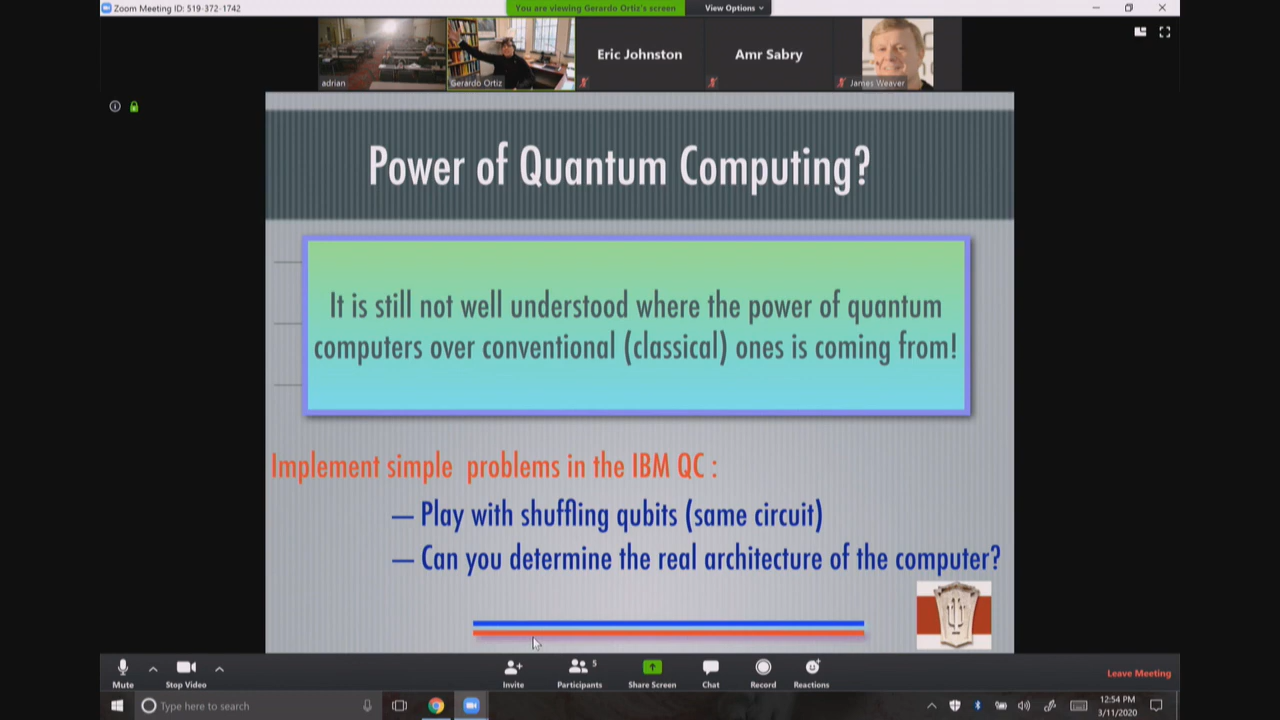 Zoom Meeting ID: 519-372-1742
You are viewing Gerardo Ortiz's screen
View Options
adrian
Gerardo Ortiz
Eric Johnston
Amr Sabry
James Weaver
Power of Quantum Computing?
It is still not well understood where the power of quantum
computers over conventional (classical) ones is coming from!
Implement simple problems in the IBM QC :
— Play with shuffling qubits (same circuit)
— Can you determine the real architecture of the computer?
Mute
Stop Video
Invite
5
Participants
Share Screen
Chat
Record
Reactions
Leave Meeting
Type here to search
12:54 PM
3/11/2020